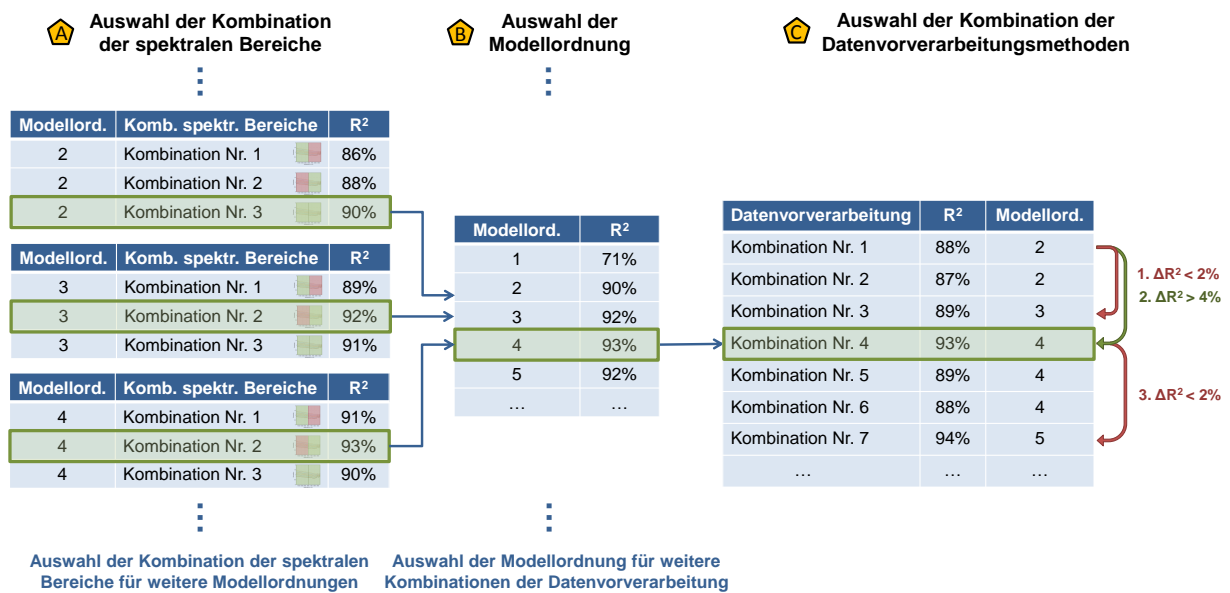 A
Auswahl der Kombination
der spektralen Bereiche
Modellord. Komb. spektr. Bereiche R²
2 Kombination Nr. 1 86%
2 Kombination Nr. 2 88%
2 Kombination Nr. 3 90%
Modellord. Komb. spektr. Bereiche R²
3 Kombination Nr. 1 89%
3 Kombination Nr. 2 92%
3 Kombination Nr. 3 91%
Modellord. Komb. spektr. Bereiche R²
4 Kombination Nr. 1 91%
4 Kombination Nr. 2 93%
4 Kombination Nr. 3 90%
Auswahl der Kombination der spektralen
Bereiche für weitere Modellordnungen
B
Auswahl der
Modellordnung
Modellord. R²
1 71%
2 90%
3 92%
4 93%
5 92%
… …
Auswahl der Modellordnung für weitere
Kombinationen der Datenvorverarbeitung
C
Auswahl der Kombination der
Datenvorverarbeitungsmethoden
Datenvorverarbeitung R² Modellord.
Kombination Nr. 1 88% 2
Kombination Nr. 2 87% 2
Kombination Nr. 3 89% 3
Kombination Nr. 4 93% 4
Kombination Nr. 5 89% 4
Kombination Nr. 6 88% 4
Kombination Nr. 7 94% 5
… … …
1. ΔR² < 2%
2. ΔR² > 4%
3. ΔR² < 2%